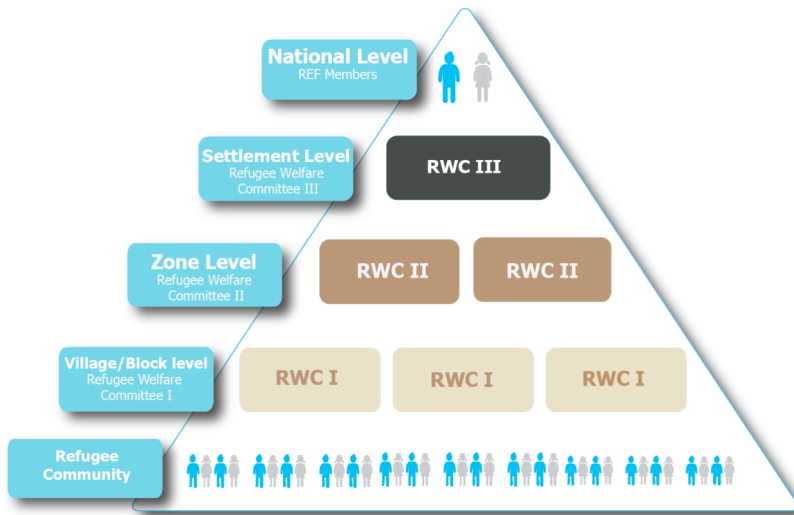 National Level
REF Members
Settlement Level
Refugee Welfare
Committee III
RWC III
Zone Level
Refugee Welfare
Committee II
RWC II
RWC II
Village/Block level
Refugee Welfare
Committee I
RWC I
RWC I
RWC I
Refugee
Community